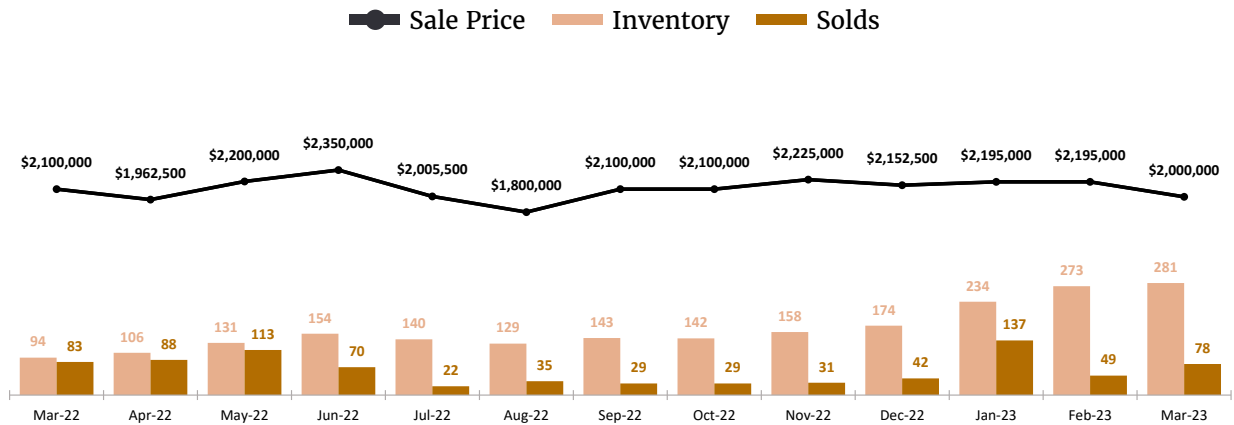 Sale Price Inventory Solds
$2,100,000 $1,962,500 $2,200,000 $2,350,000 $2,005,500 $1,800,000 $2,100,000 $2,100,000 $2,225,000 $2,152,500 $2,195,000 $2,195,000 $2,000,000
94 83 106 88 131 113 154 70 140 22 129 35 143 29 142 29 158 31 174 42 234 137 273 49 281 78
Mar-22 Apr-22 May-22 Jun-22 Jul-22 Aug-22 Sep-22 Oct-22 Nov-22 Dec-22 Jan-23 Feb-23 Mar-23